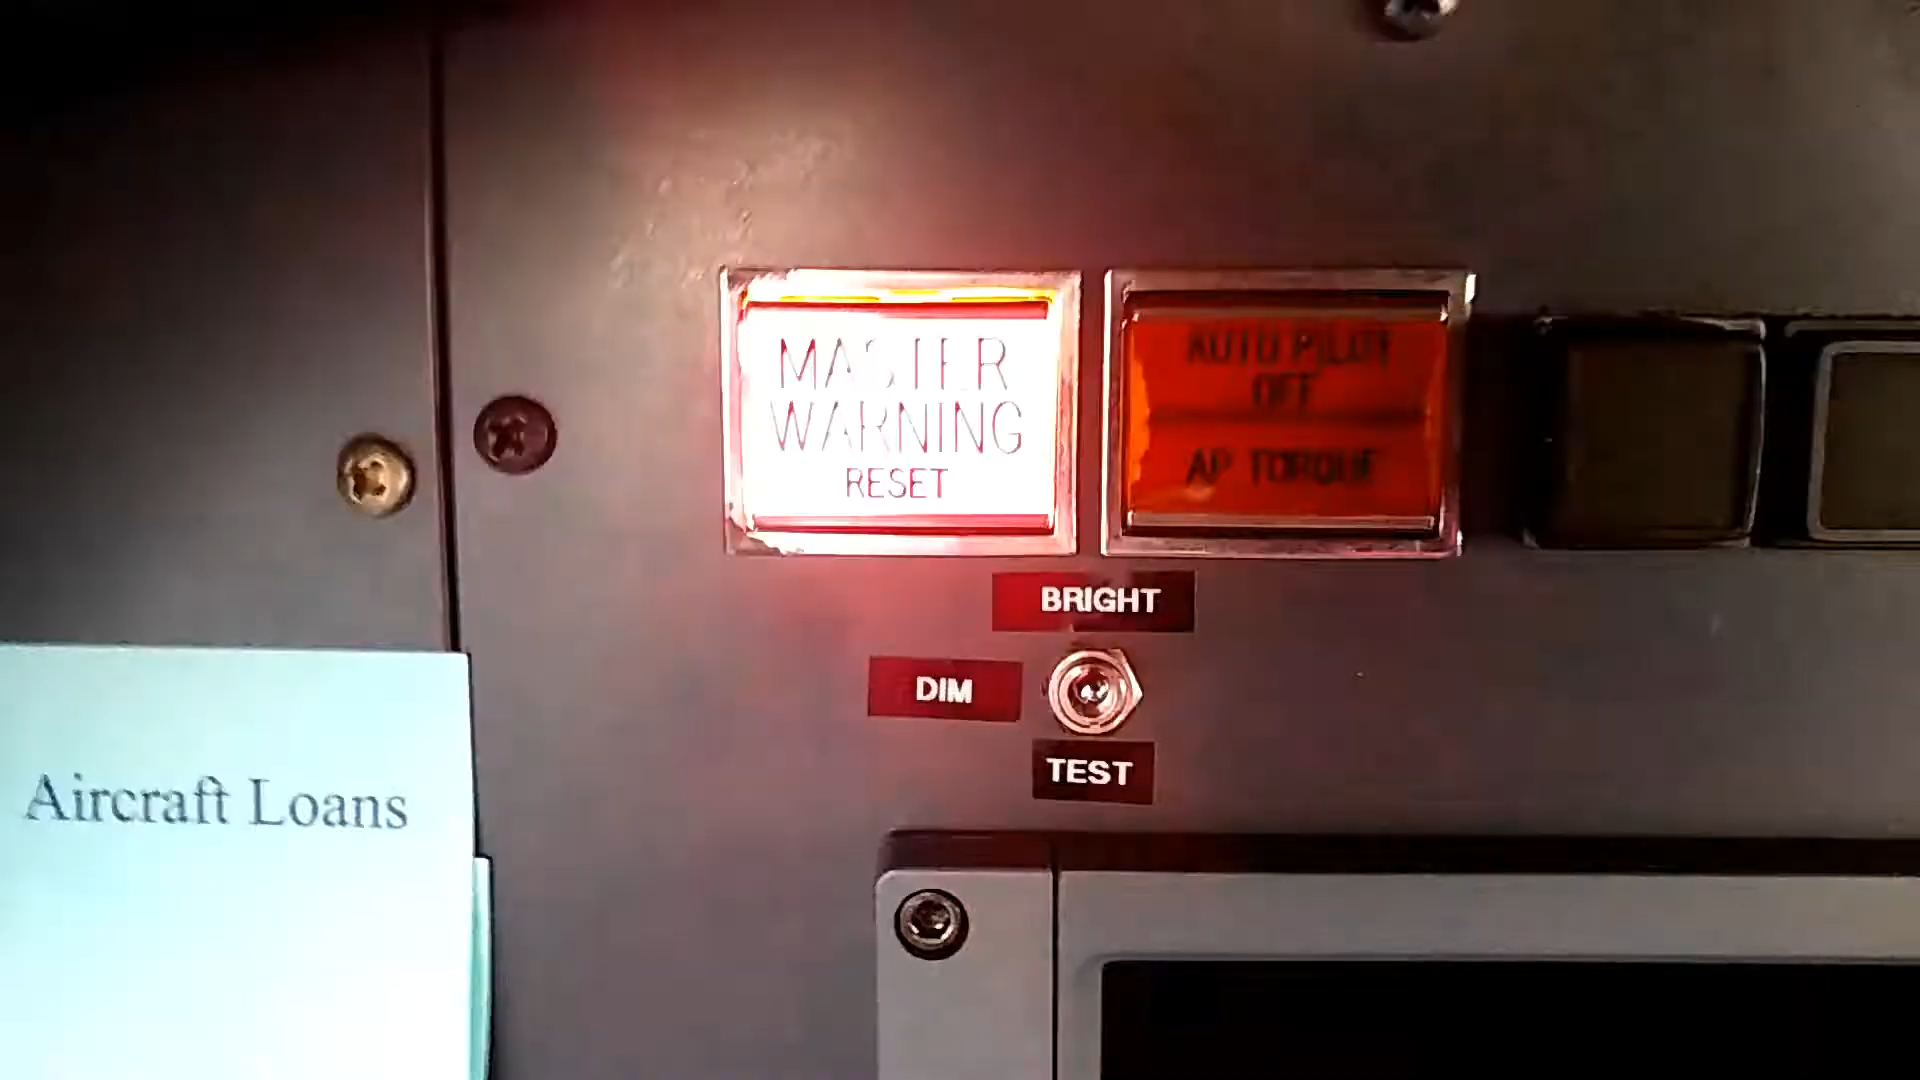 MASTER
WARNING
RESET
AUTO PILOT
OFF
AP TORQUE
BRIGHT
DIM
TEST
Aircraft Loans